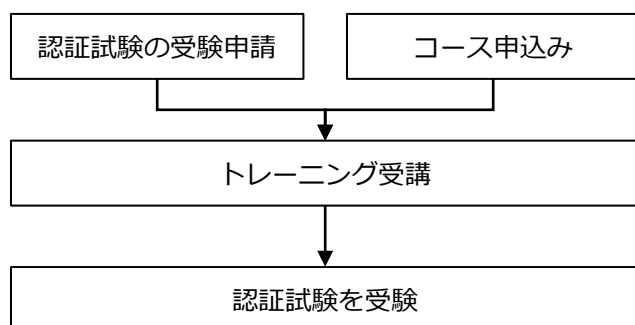 認証試験の受験申請
コース申込み
トレーニング受講
認証試験を受験